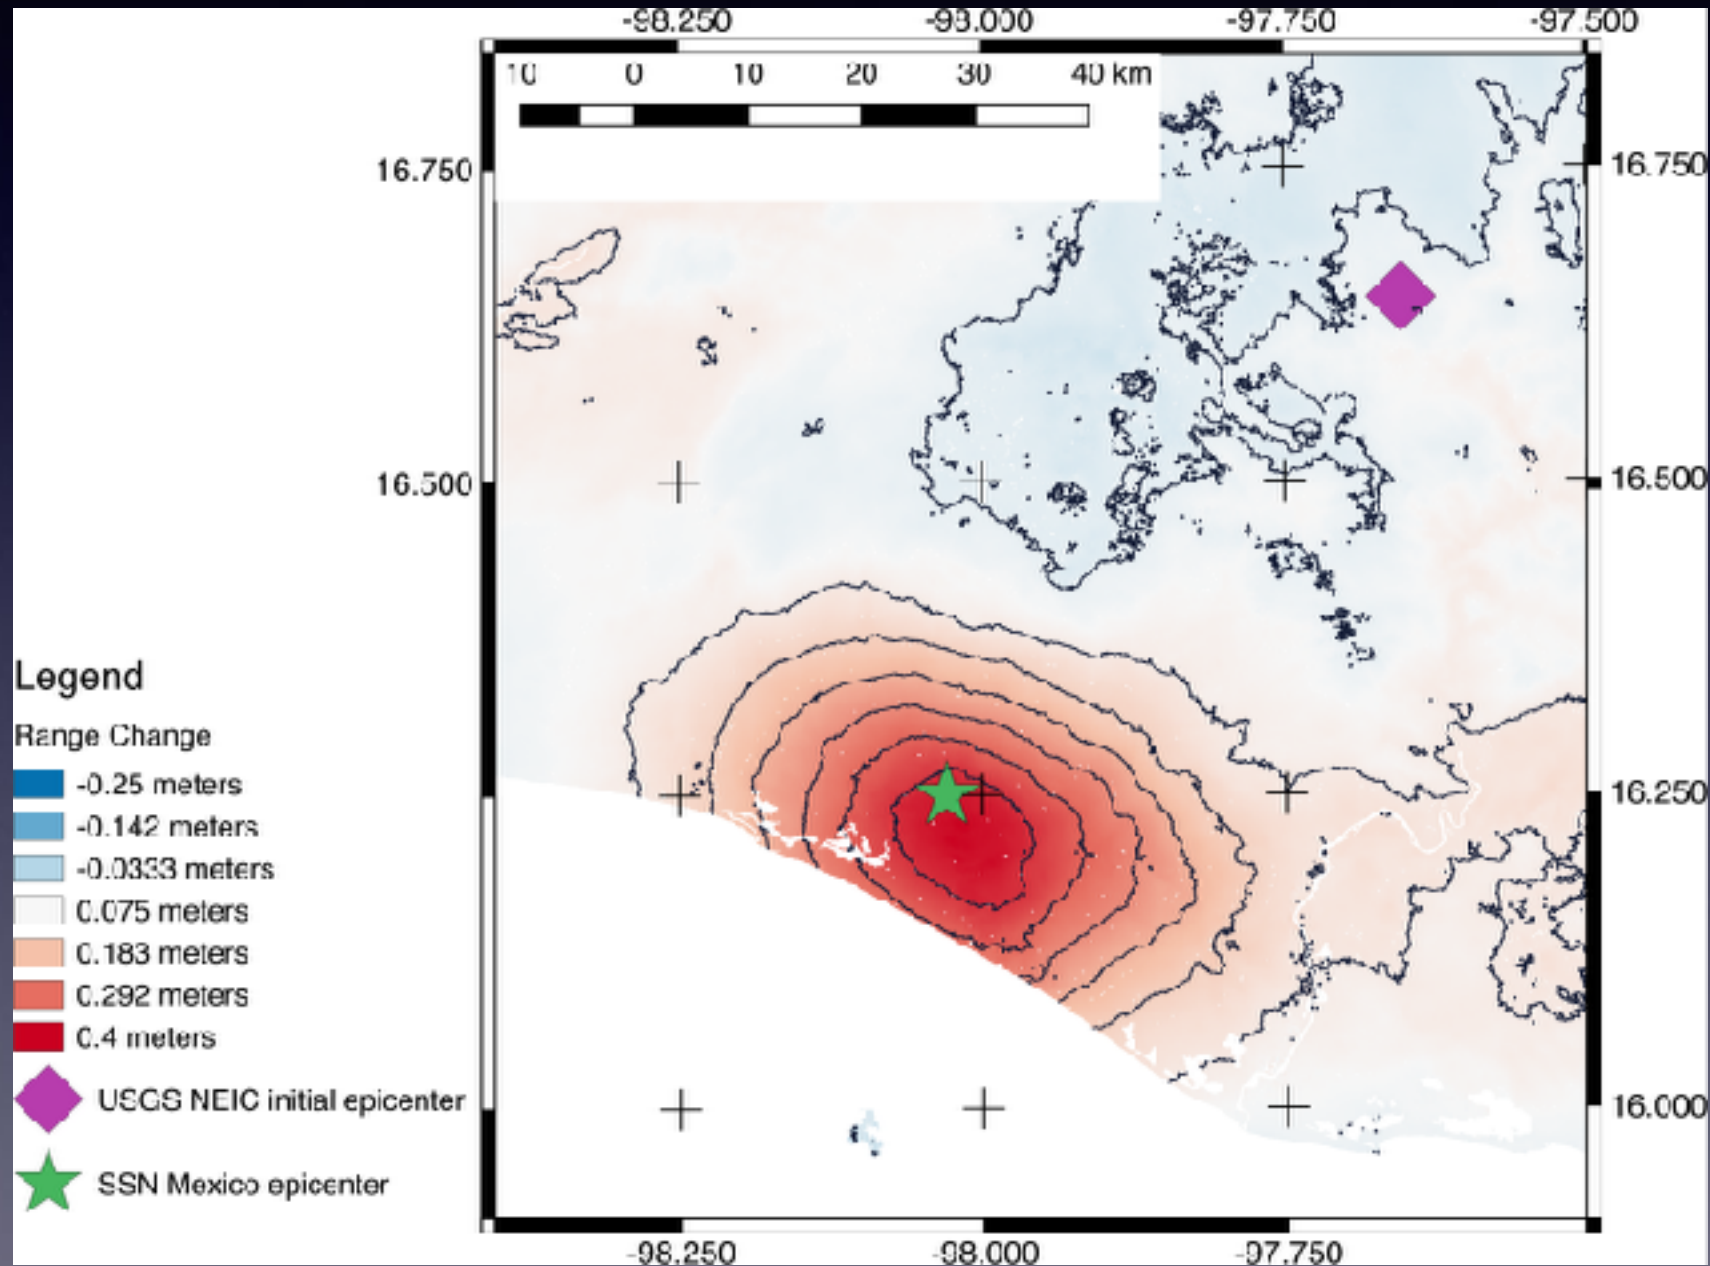 -98.250 -98.000 -97.750 -97.500
10 0 10 20 30 40 km
16.750 16.750
16.500 16.500
16.250
16.000
Legend
Range Change
-0.25 meters
-0.142 meters
-0.0333 meters
0.075 meters
0.183 meters
0.292 meters
0.4 meters
USGS NEIC initial epicenter
SSN Mexico epicenter
-98.250 -98.000 -97.750